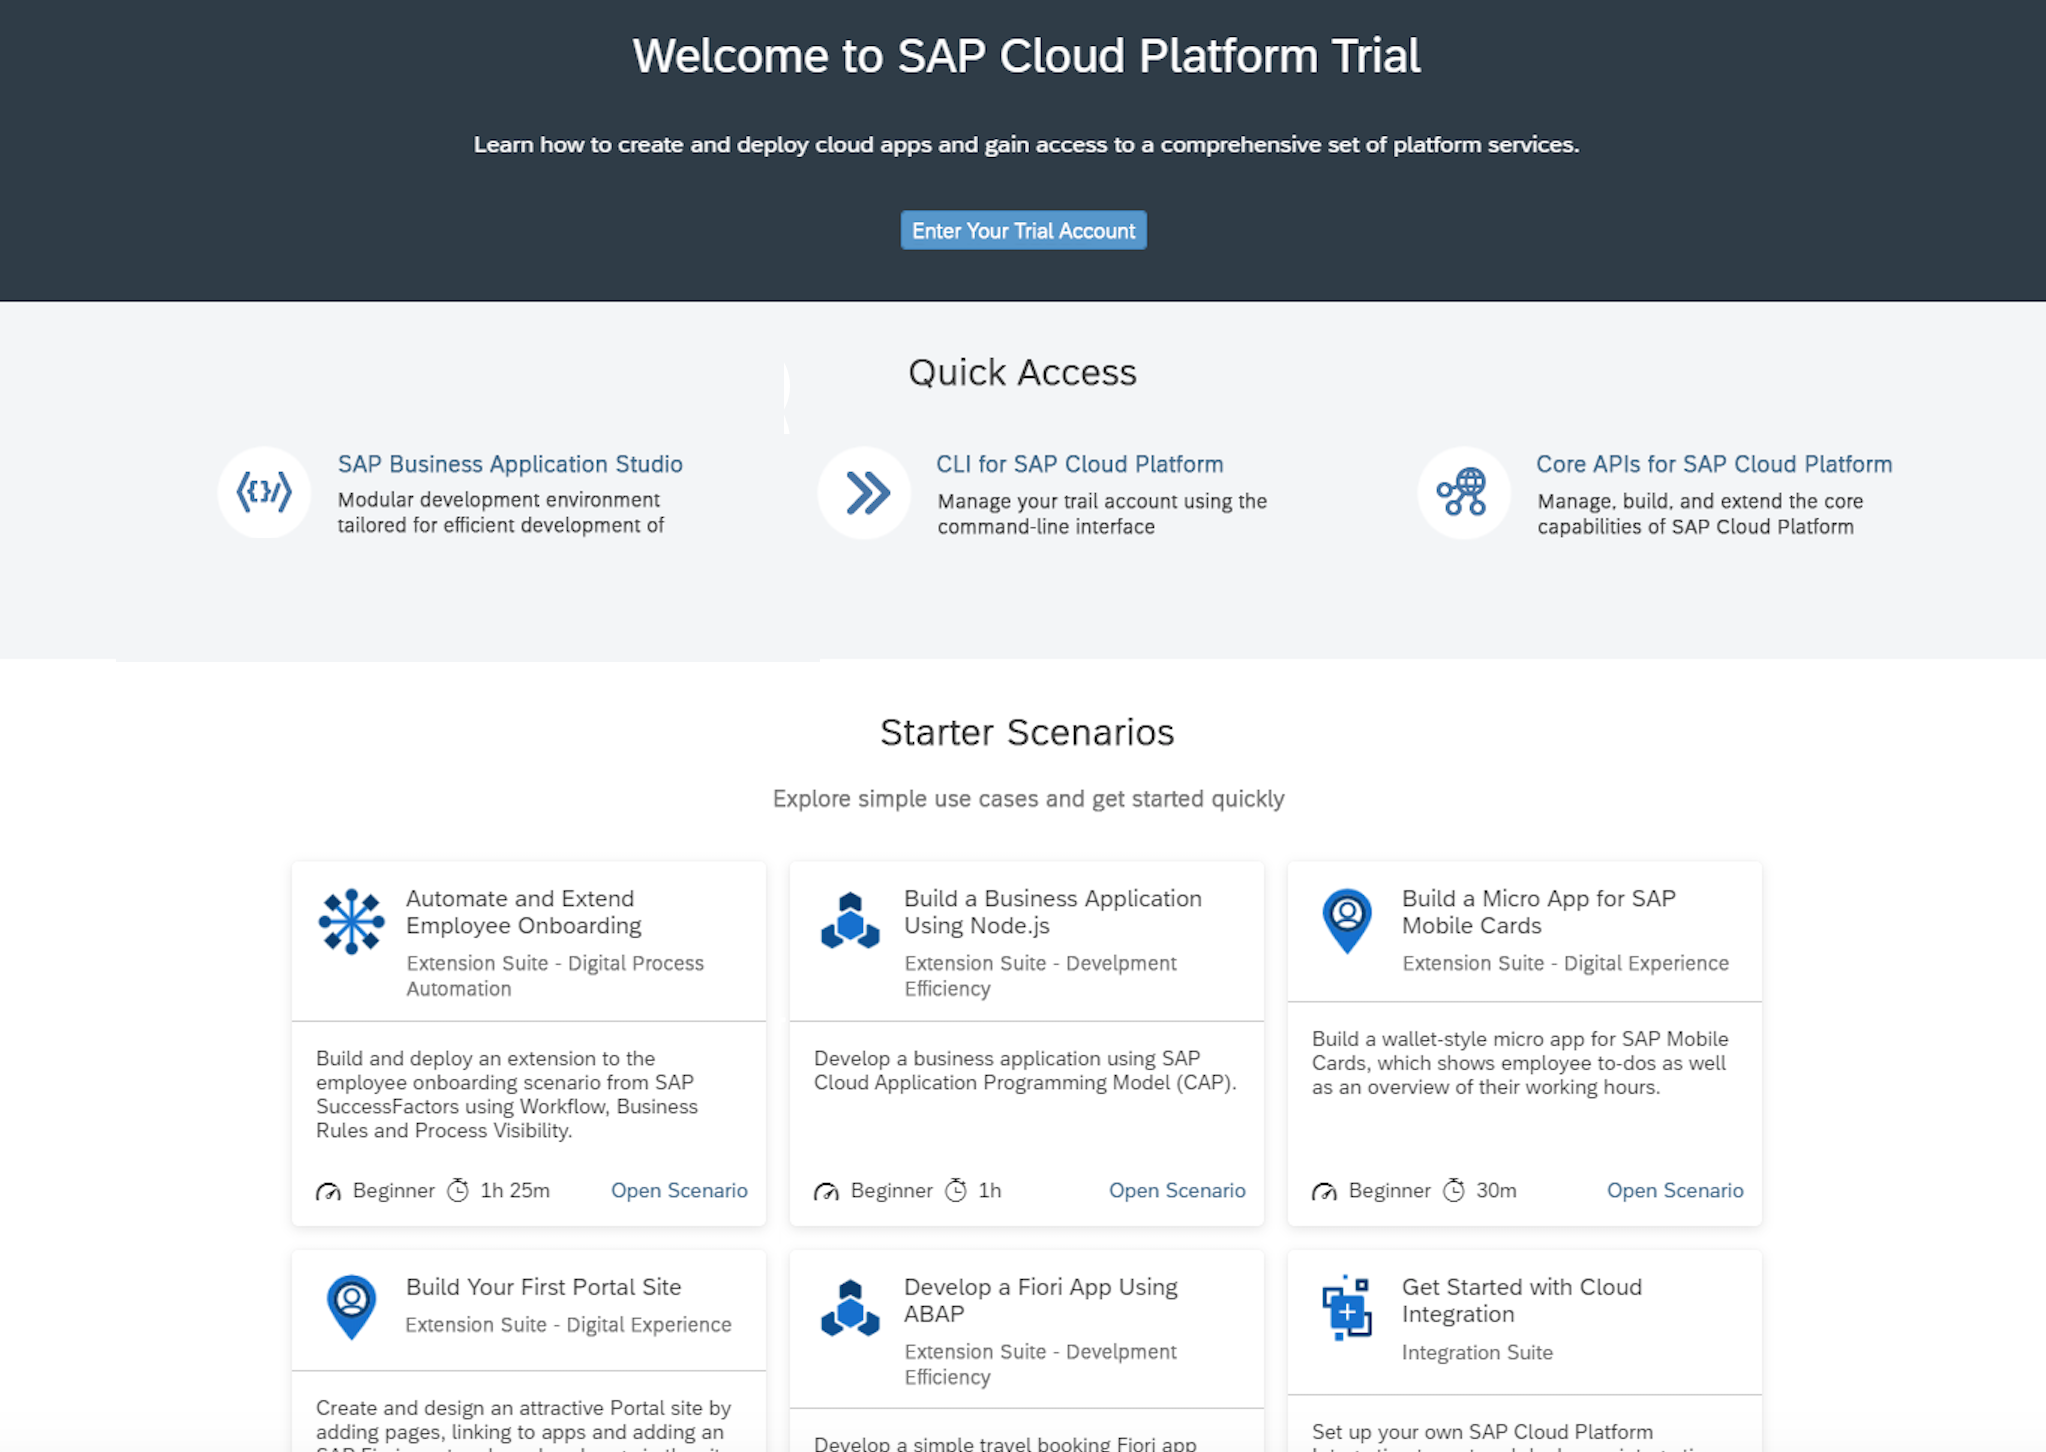 Welcome to SAP Cloud Platform Trial
Learn how to create and deploy cloud apps and gain access to a comprehensive set of platform services.
Enter Your Trial Account
Quick Access
SAP Business Application Studio
Modular development environment
tailored for efficient development of
CLI for SAP Cloud Platform
Manage your trail account using the
command-line interface
Core APIs for SAP Cloud Platform
Manage, build, and extend the core
capabilities of SAP Cloud Platform
Starter Scenarios
Explore simple use cases and get started quickly
Automate and Extend
Employee Onboarding
Extension Suite - Digital Process
Automation
Build and deploy an extension to the
employee onboarding scenario from SAP
SuccessFactors using Workflow, Business
Rules and Process Visibility.
Beginner 1h 25m Open Scenario
Build a Business Application
Using Node.js
Extension Suite - Develpment
Efficiency
Develop a business application using SAP
Cloud Application Programming Model (CAP).
Beginner 1h Open Scenario
Build a Micro App for SAP
Mobile Cards
Extension Suite - Digital Experience
Build a wallet-style micro app for SAP Mobile
Cards, which shows employee to-dos as well
as an overview of their working hours.
Beginner 30m Open Scenario
Build Your First Portal Site
Extension Suite - Digital Experience
Create and design an attractive Portal site by
adding pages, linking to apps and adding an
Develop a Fiori App Using
ABAP
Extension Suite - Develpment
Efficiency
Develop a simple travel booking Fiori app
Get Started with Cloud
Integration
Integration Suite
Set up your own SAP Cloud Platform